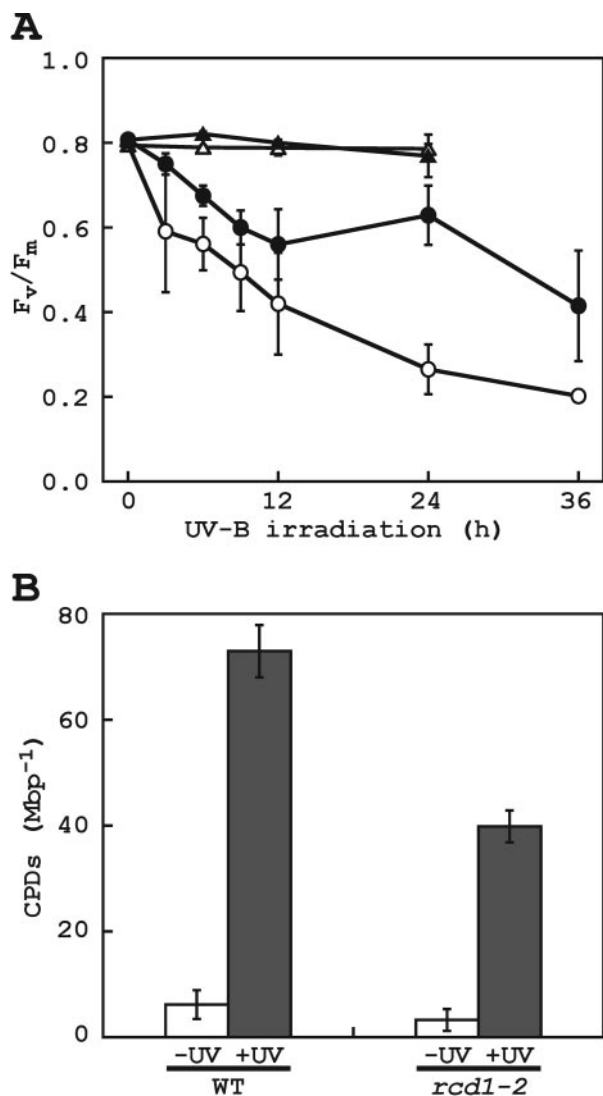 A
1.0
0.8
0.6
0.4
0.2
0.0
Fv/Fm
0 12 24 36
UV-B irradiation (h)
B
80
60
40
20
0
CPDs (Mbp⁻¹)
-UV +UV -UV +UV
WT rcd1-2